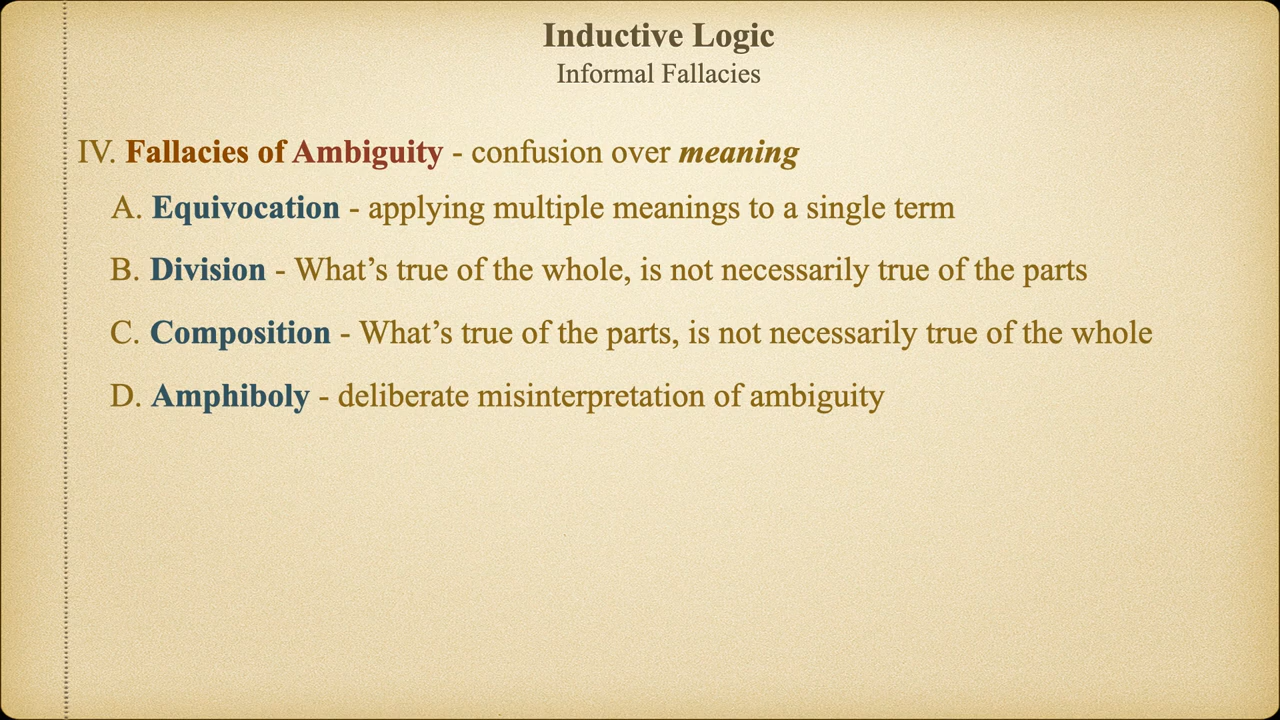 Inductive Logic
Informal Fallacies
IV. Fallacies of Ambiguity - confusion over meaning
A. Equivocation - applying multiple meanings to a single term
B. Division - What’s true of the whole, is not necessarily true of the parts
C. Composition - What’s true of the parts, is not necessarily true of the whole
D. Amphiboly - deliberate misinterpretation of ambiguity